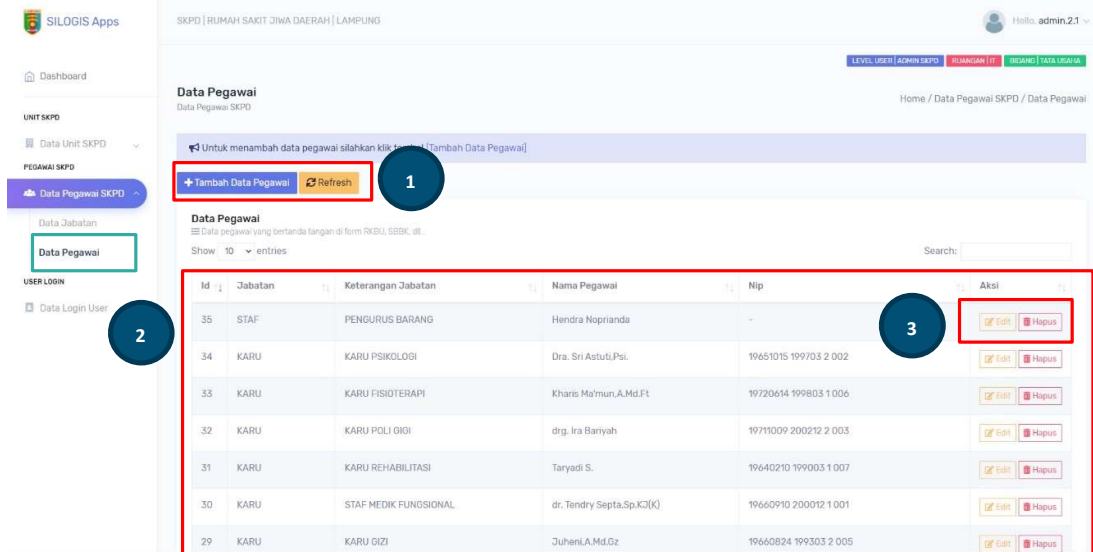 SILOGIS Apps
SKPD | RUMAH SAKIT JIWA DAERAH | LAMPUNG
Hello, admin.2.1
LEVEL USER | ADMIN SKPD RUANGAN | IT BIDANG | TATA USAHA
Dashboard
UNIT SKPD
Data Unit SKPD
PEGAWAI SKPD
Data Pegawai SKPD
Data Jabatan
Data Pegawai
USER LOGIN
Data Login User
Data Pegawai
Data Pegawai SKPD
Home / Data Pegawai SKPD / Data Pegawai
Untuk menambah data pegawai silahkan klik [Tambah Data Pegawai]
+ Tambah Data Pegawai Refresh
1
Data Pegawai
Data pegawai yang bertanda tangan di form RKBU, SBBK, dll..
Show 10 entries
Search:
2
3
Id Jabatan Keterangan Jabatan Nama Pegawai Nip Aksi
35 STAF PENGURUS BARANG Hendra Noprianda - Edit Hapus
34 KARU KARU PSIKOLOGI Dra. Sri Astuti,Psi. 19651015 199703 2 002 Edit Hapus
33 KARU KARU FISIOTERAPI Kharis Ma'mun,A.Md.Ft 19720614 199803 1 006 Edit Hapus
32 KARU KARU POLI GIGI drg. Ira Bariyah 19711009 200212 2 003 Edit Hapus
31 KARU KARU REHABILITASI Taryadi S. 19640210 199003 1 007 Edit Hapus
30 KARU STAF MEDIK FUNGSIONAL dr. Tendry Septa,Sp.KJ(K) 19660910 200012 1 001 Edit Hapus
29 KARU KARU GIZI Juheni,A.Md.Gz 19660824 199303 2 005 Edit Hapus